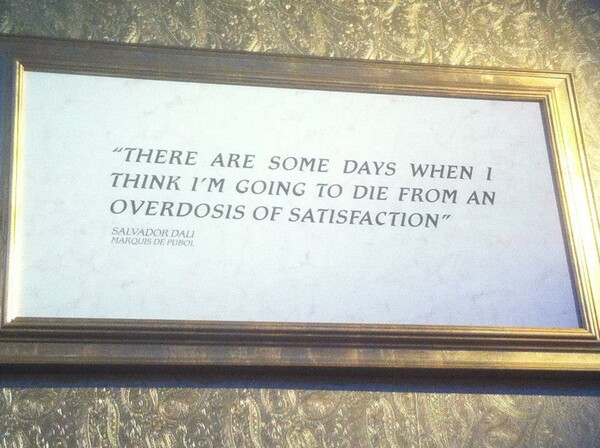 “THERE ARE SOME DAYS WHEN I
THINK I’M GOING TO DIE FROM AN
OVERDOSIS OF SATISFACTION”
SALVADOR DALI
MARQUIS DE PUBOL